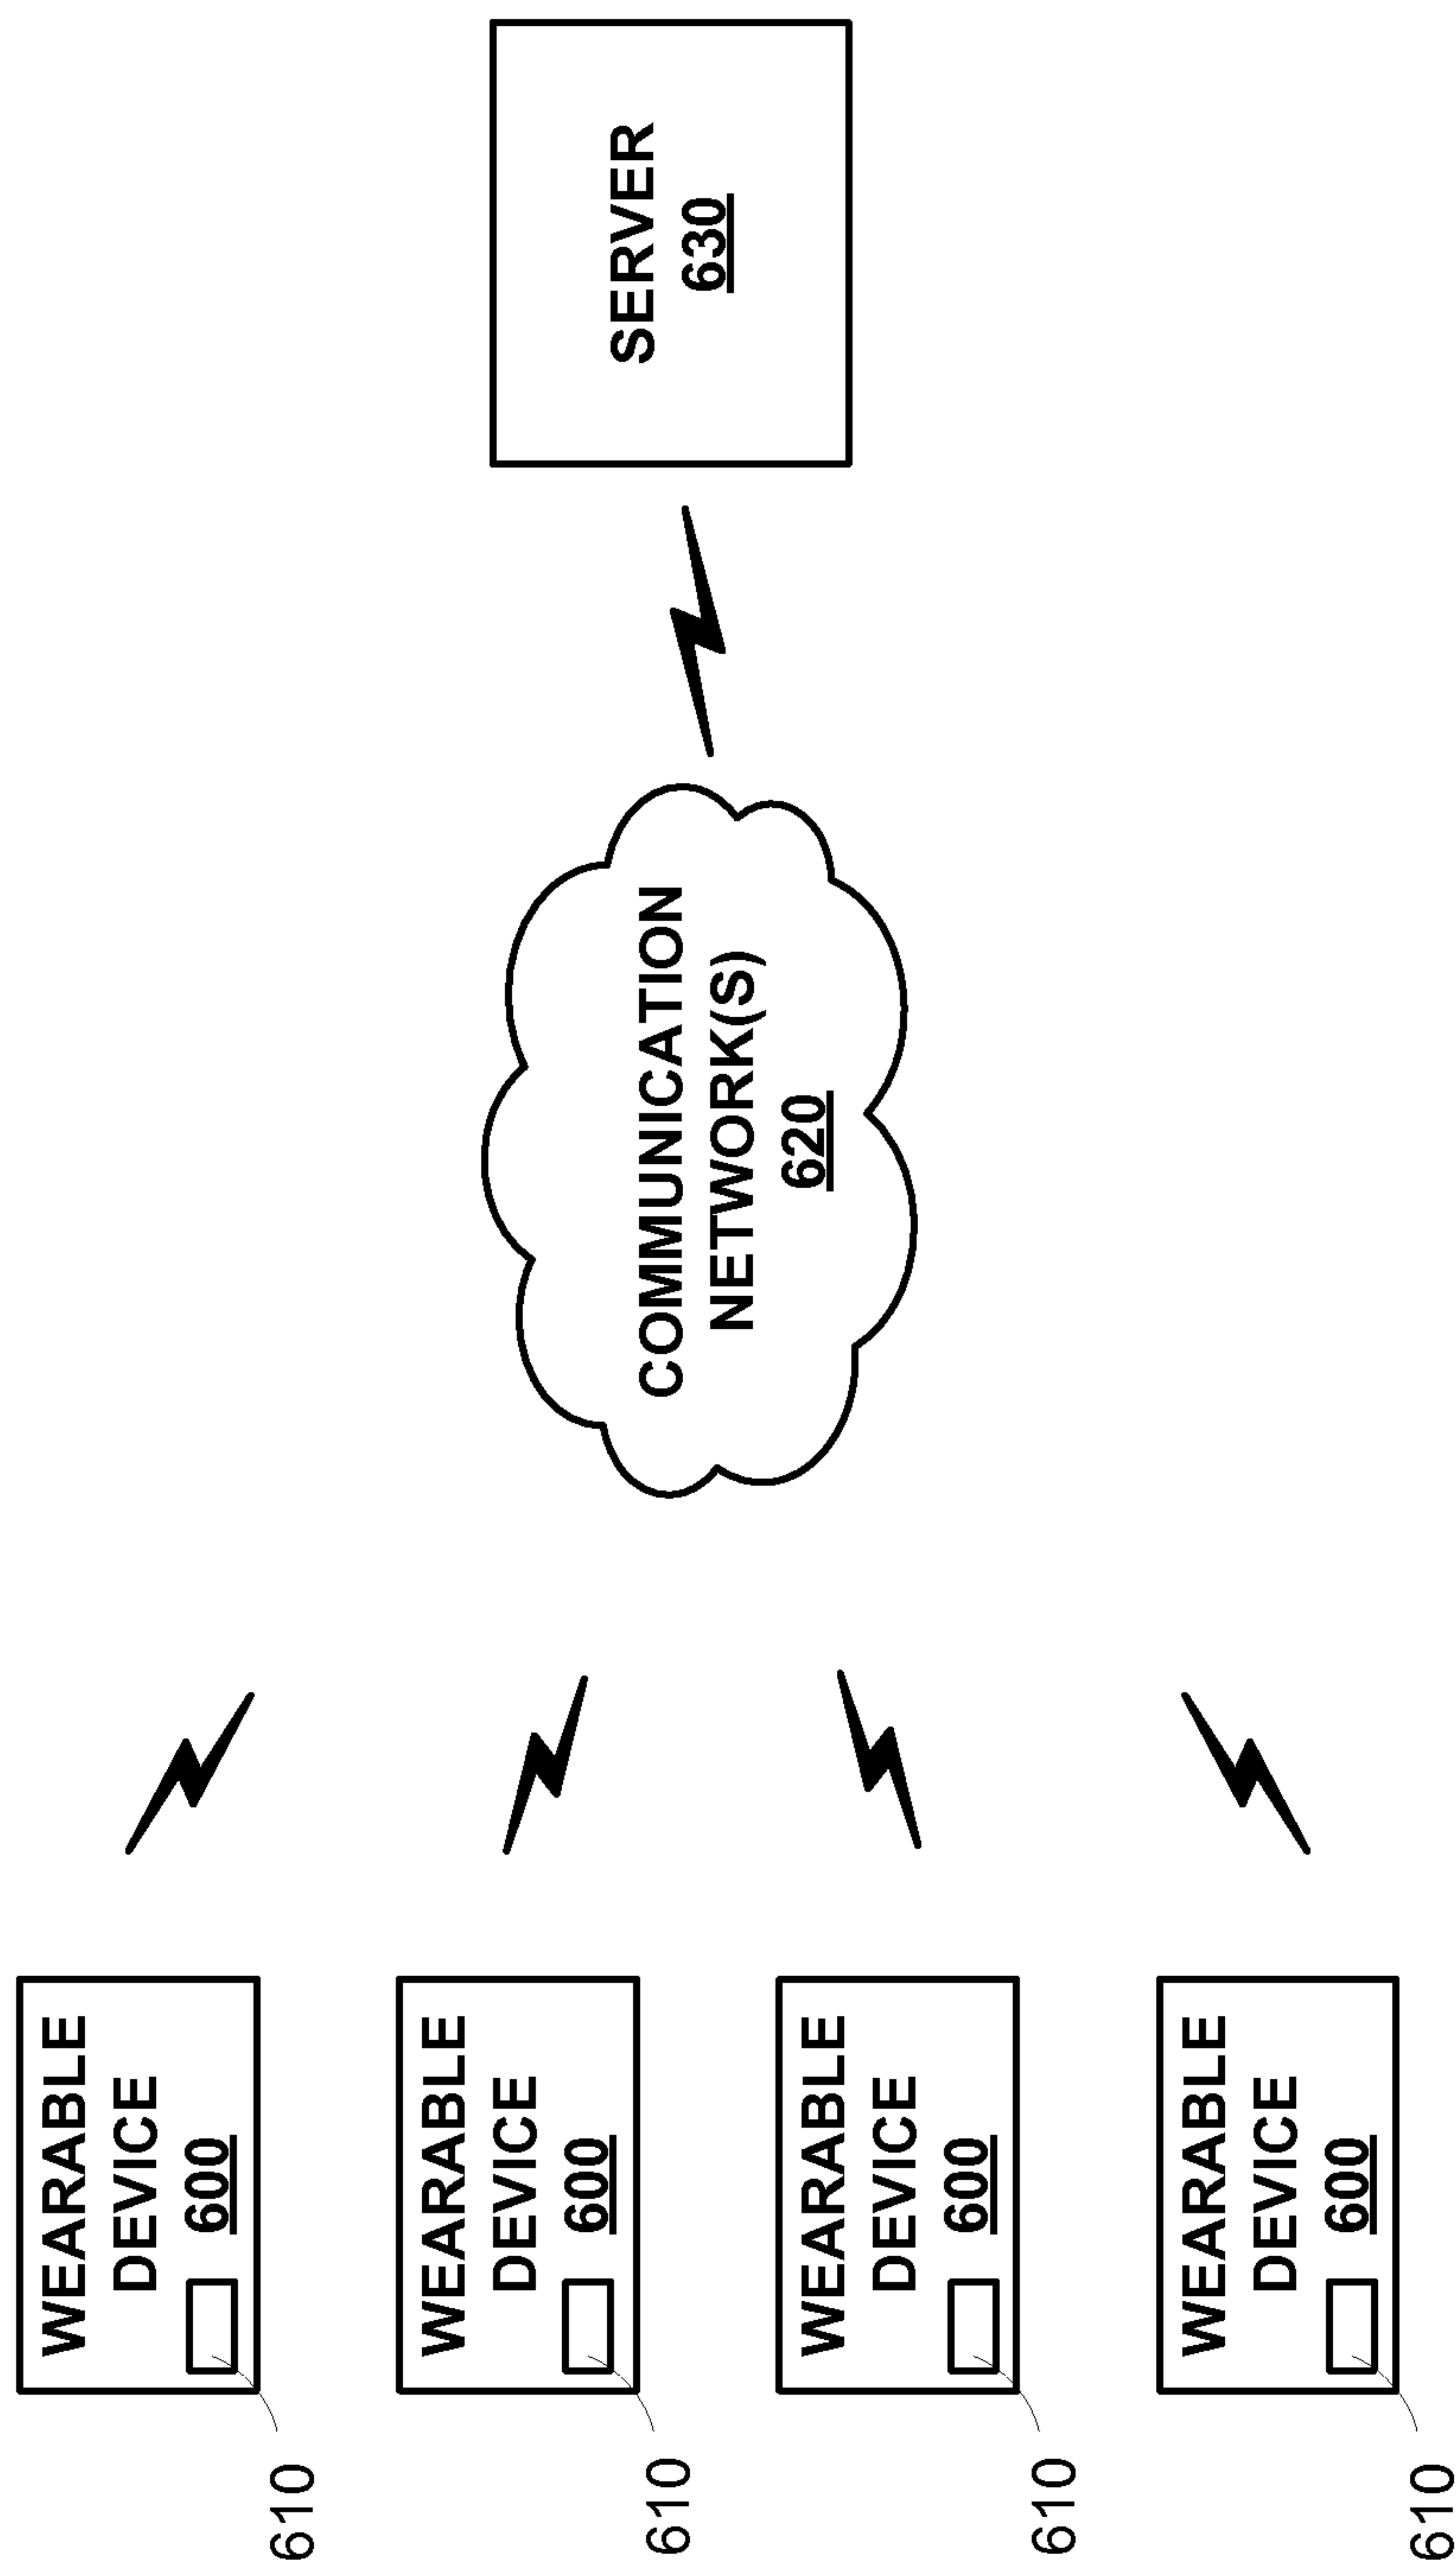 WEARABLE
DEVICE
600
610
WEARABLE
DEVICE
600
610
WEARABLE
DEVICE
600
610
WEARABLE
DEVICE
600
610
COMMUNICATION
NETWORK(S)
620
SERVER
630